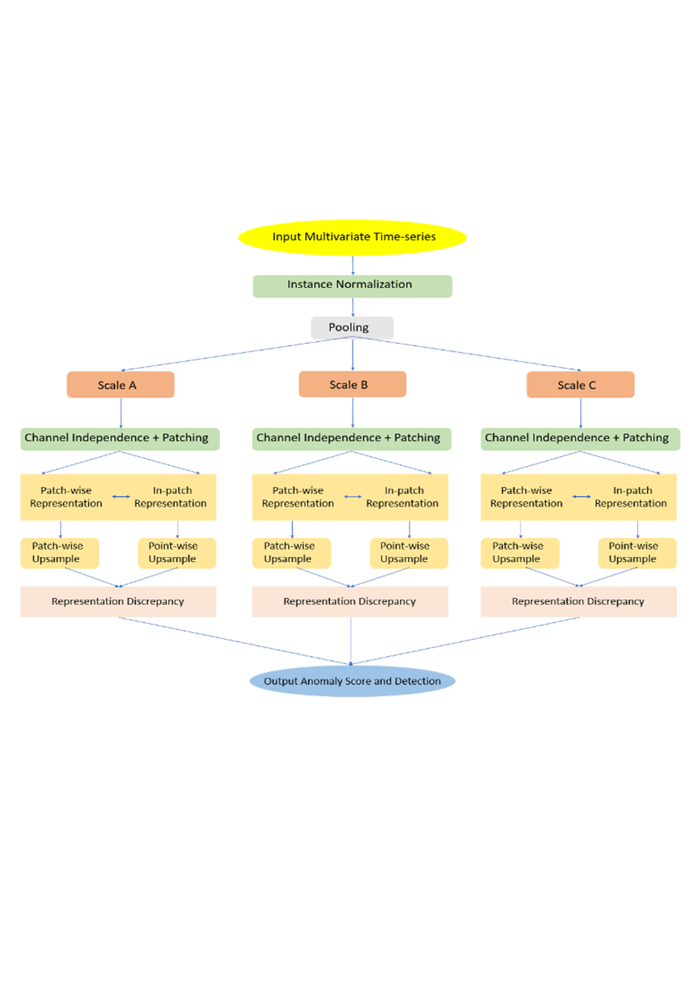 Input Multivariate Time-series
Instance Normalization
Pooling
Scale A
Scale B
Scale C
Channel Independence + Patching
Channel Independence + Patching
Channel Independence + Patching
Patch-wise
Representation
In-patch
Representation
Patch-wise
Representation
In-patch
Representation
Patch-wise
Representation
In-patch
Representation
Patch-wise
Upsample
Point-wise
Upsample
Patch-wise
Upsample
Point-wise
Upsample
Patch-wise
Upsample
Point-wise
Upsample
Representation Discrepancy
Representation Discrepancy
Representation Discrepancy
Output Anomaly Score and Detection